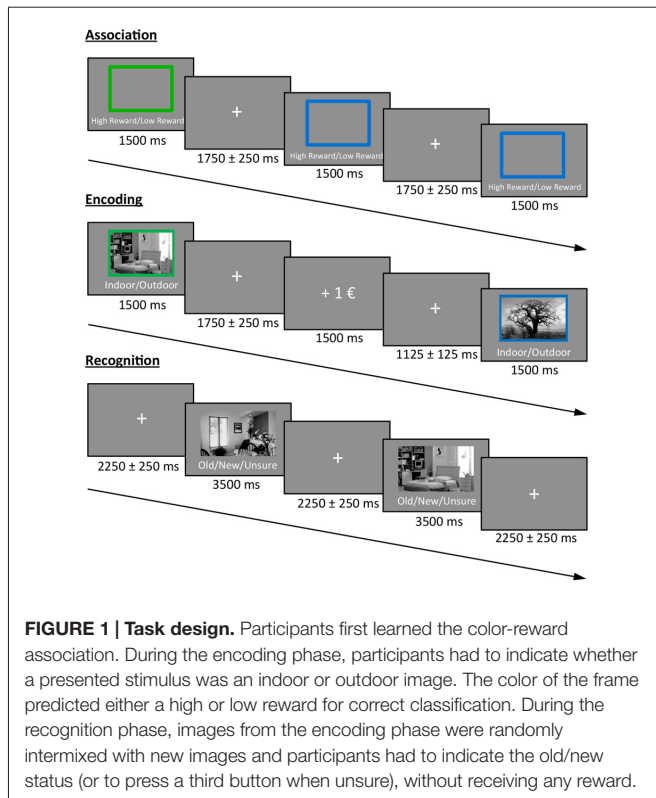 Association
High Reward/Low Reward
1500 ms
+
1750 ± 250 ms
High Reward/Low Reward
1500 ms
+
1750 ± 250 ms
High Reward/Low Reward
1500 ms
Encoding
Indoor/Outdoor
1500 ms
+
1750 ± 250 ms
+ 1 €
1500 ms
+
1125 ± 125 ms
Indoor/Outdoor
1500 ms
Recognition
+
2250 ± 250 ms
Old/New/Unsure
3500 ms
+
2250 ± 250 ms
Old/New/Unsure
3500 ms
+
2250 ± 250 ms
FIGURE 1 | Task design. Participants first learned the color-reward
association. During the encoding phase, participants had to indicate whether
a presented stimulus was an indoor or outdoor image. The color of the frame
predicted either a high or low reward for correct classification. During the
recognition phase, images from the encoding phase were randomly
intermixed with new images and participants had to indicate the old/new
status (or to press a third button when unsure), without receiving any reward.